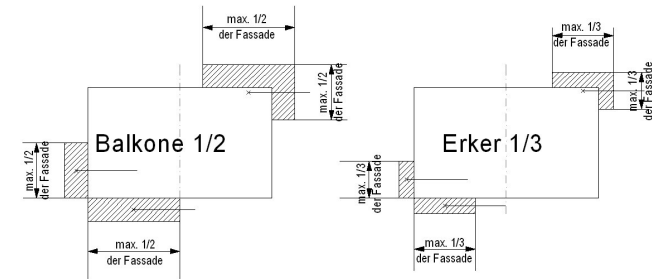 max. 1/2
der Fassade
max. 1/2
der Fassade
Balkone 1/2
max. 1/2
der Fassade
max. 1/2
der Fassade
max. 1/3
der Fassade
max. 1/3
der Fassade
Erker 1/3
max. 1/3
der Fassade
max. 1/3
der Fassade